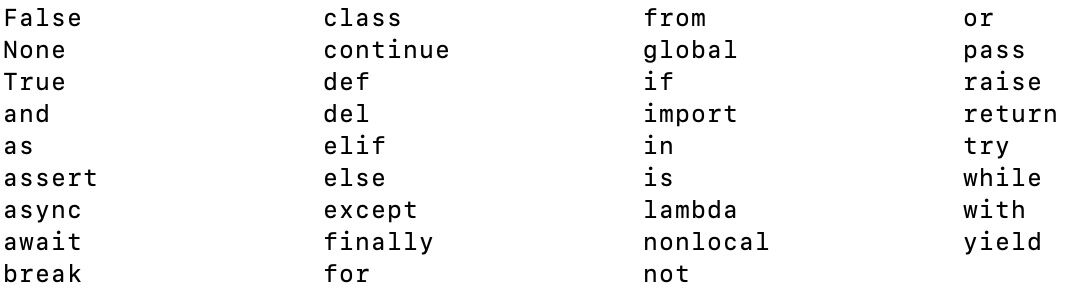 False class from or
None continue global pass
True def if raise
and del import return
as elif in try
assert else is while
async except lambda with
await finally nonlocal yield
break for not